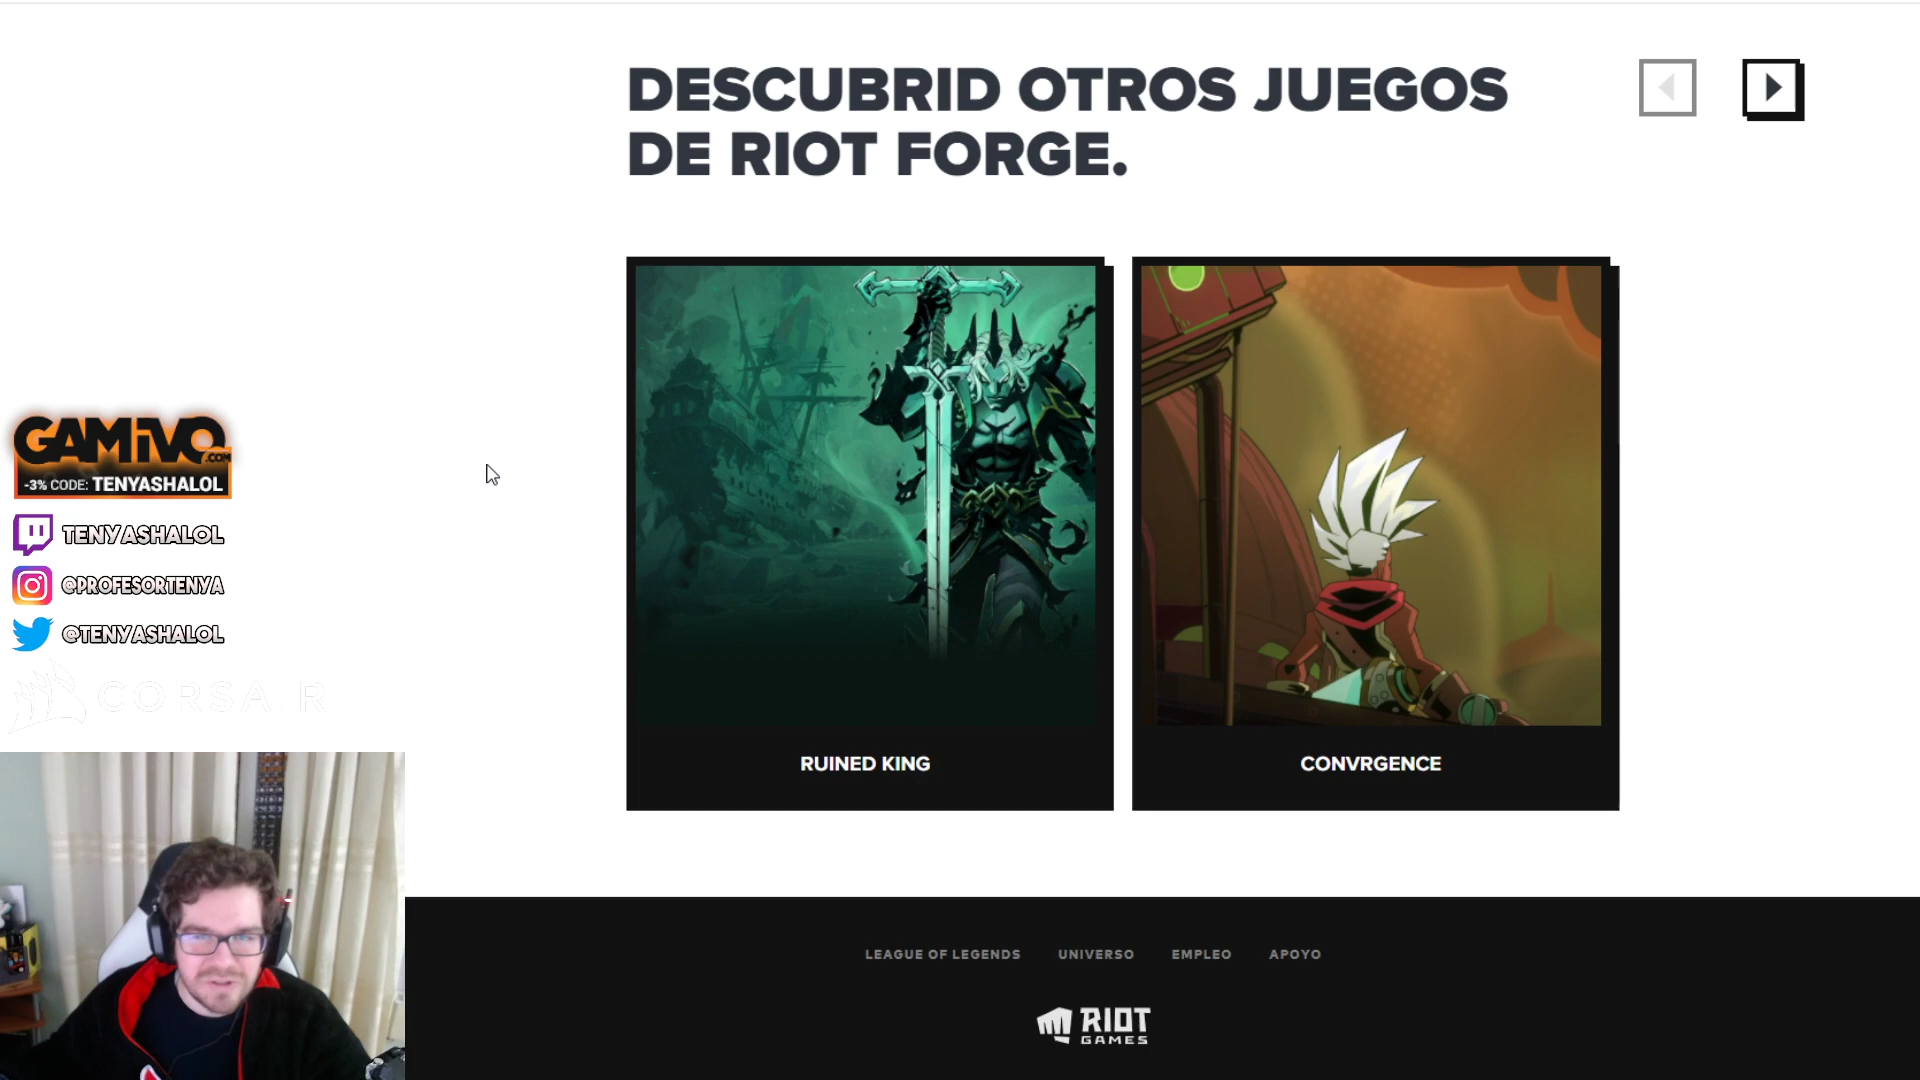 DESCUBRID OTROS JUEGOS
DE RIOT FORGE.
GAMIVO.COM
-3% CODE: TENYASHALOL
TENYASHALOL
@PROFESORTENYA
@TENYASHALOL
CORSAIR
RUINED KING
CONVRGENCE
LEAGUE OF LEGENDS UNIVERSO EMPLEO APOYO
RIOT
GAMES